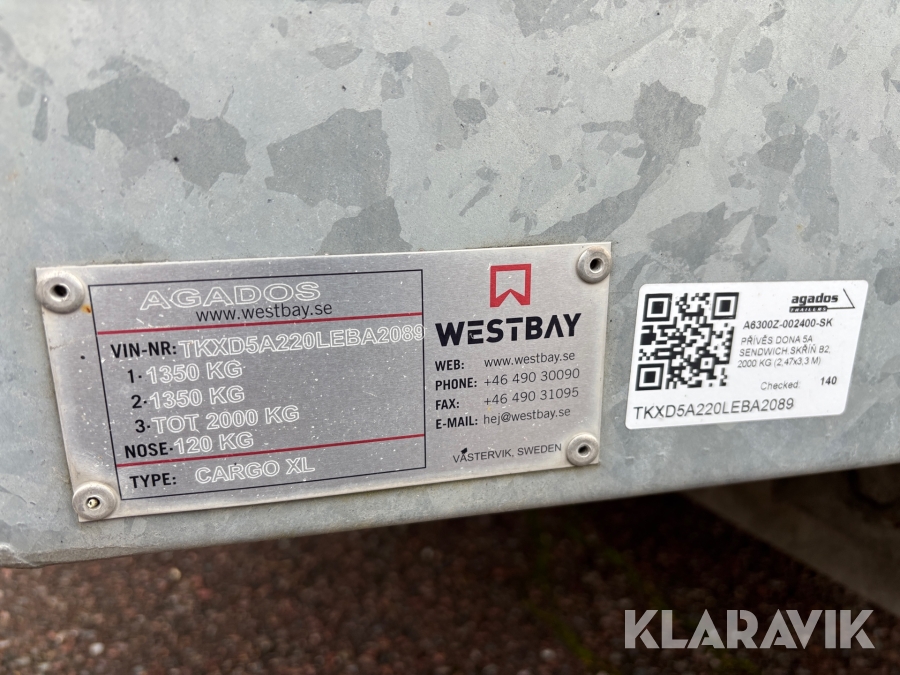 AGADOS
www.westbay.se
VIN-NR: TKXD5A220LEBA2089
1· 1350 KG
2· 1350 KG
3· TOT 2000 KG
NOSE· 120 KG
TYPE: CARGO XL
WESTBAY
WEB: www.westbay.se
PHONE: +46 490 30090
FAX: +46 490 31095
E-MAIL: hej@westbay.se
VÄSTERVIK, SWEDEN
agados
TRAILERS
A6300Z-002400-SK
PŘÍVĚS DONA 5A
SENDWICH SKŘÍŇ B2,
2000 KG (2,47x3,3 M)
Checked: 140
TKXD5A220LEBA2089
KLARAVIK